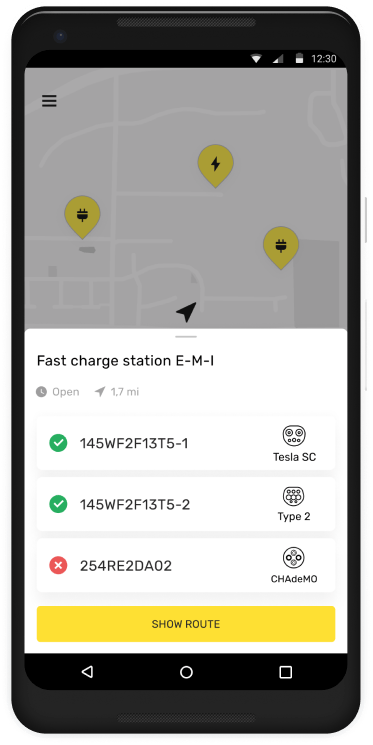 12:30
Fast charge station E-M-I
Open 1,7 mi
145WF2F13T5-1
Tesla SC
145WF2F13T5-2
Type 2
254RE2DA02
CHAdeMO
SHOW ROUTE